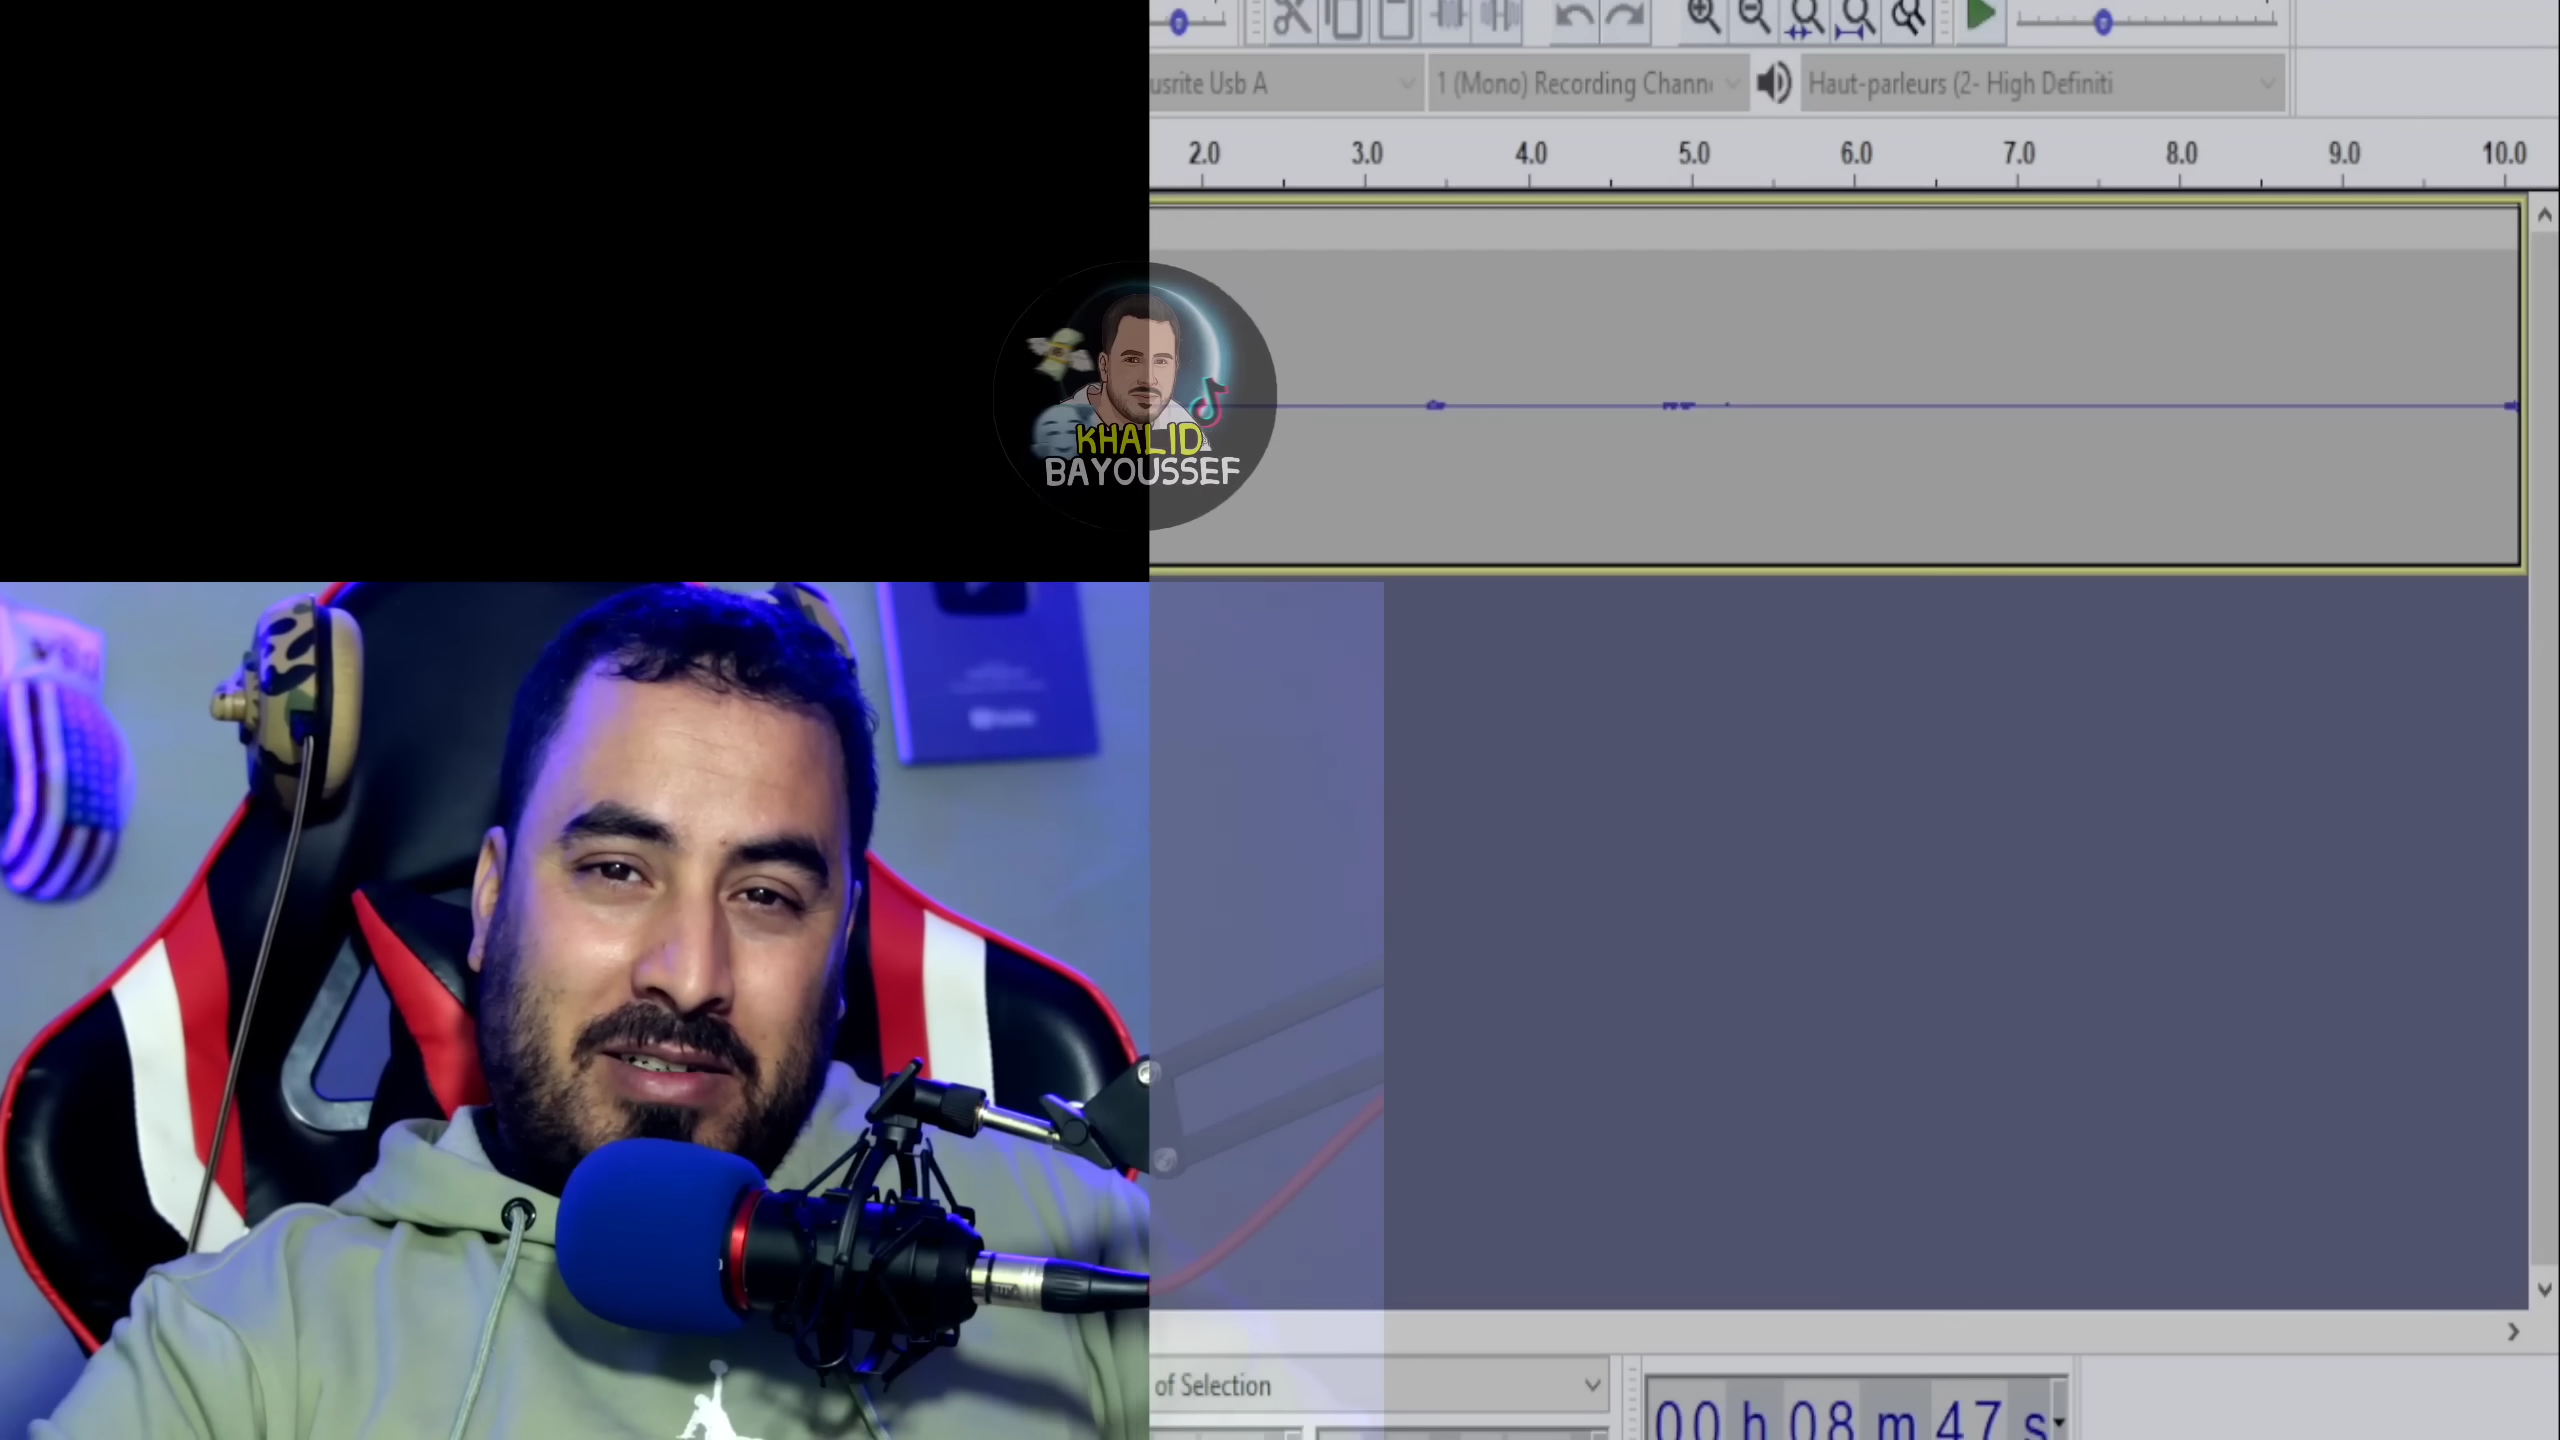 usrite Usb A
1 (Mono) Recording Chann
Haut-parleurs (2- High Definiti
2.0 3.0 4.0 5.0 6.0 7.0 8.0 9.0 10.0
KHALID
BAYOUSSEF
of Selection
00 h 08 m 47 s